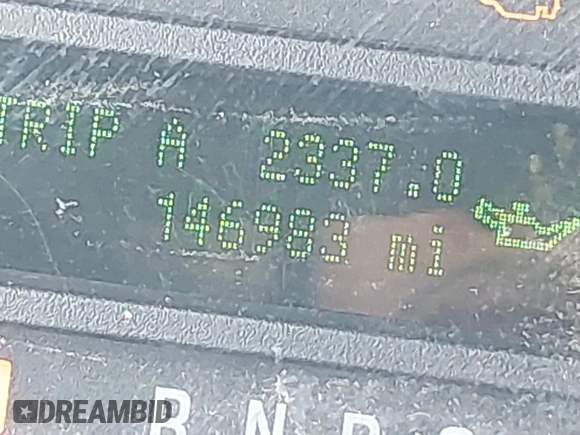 TRIP A 2337.0
146983 mi
R N D
DREAMBID